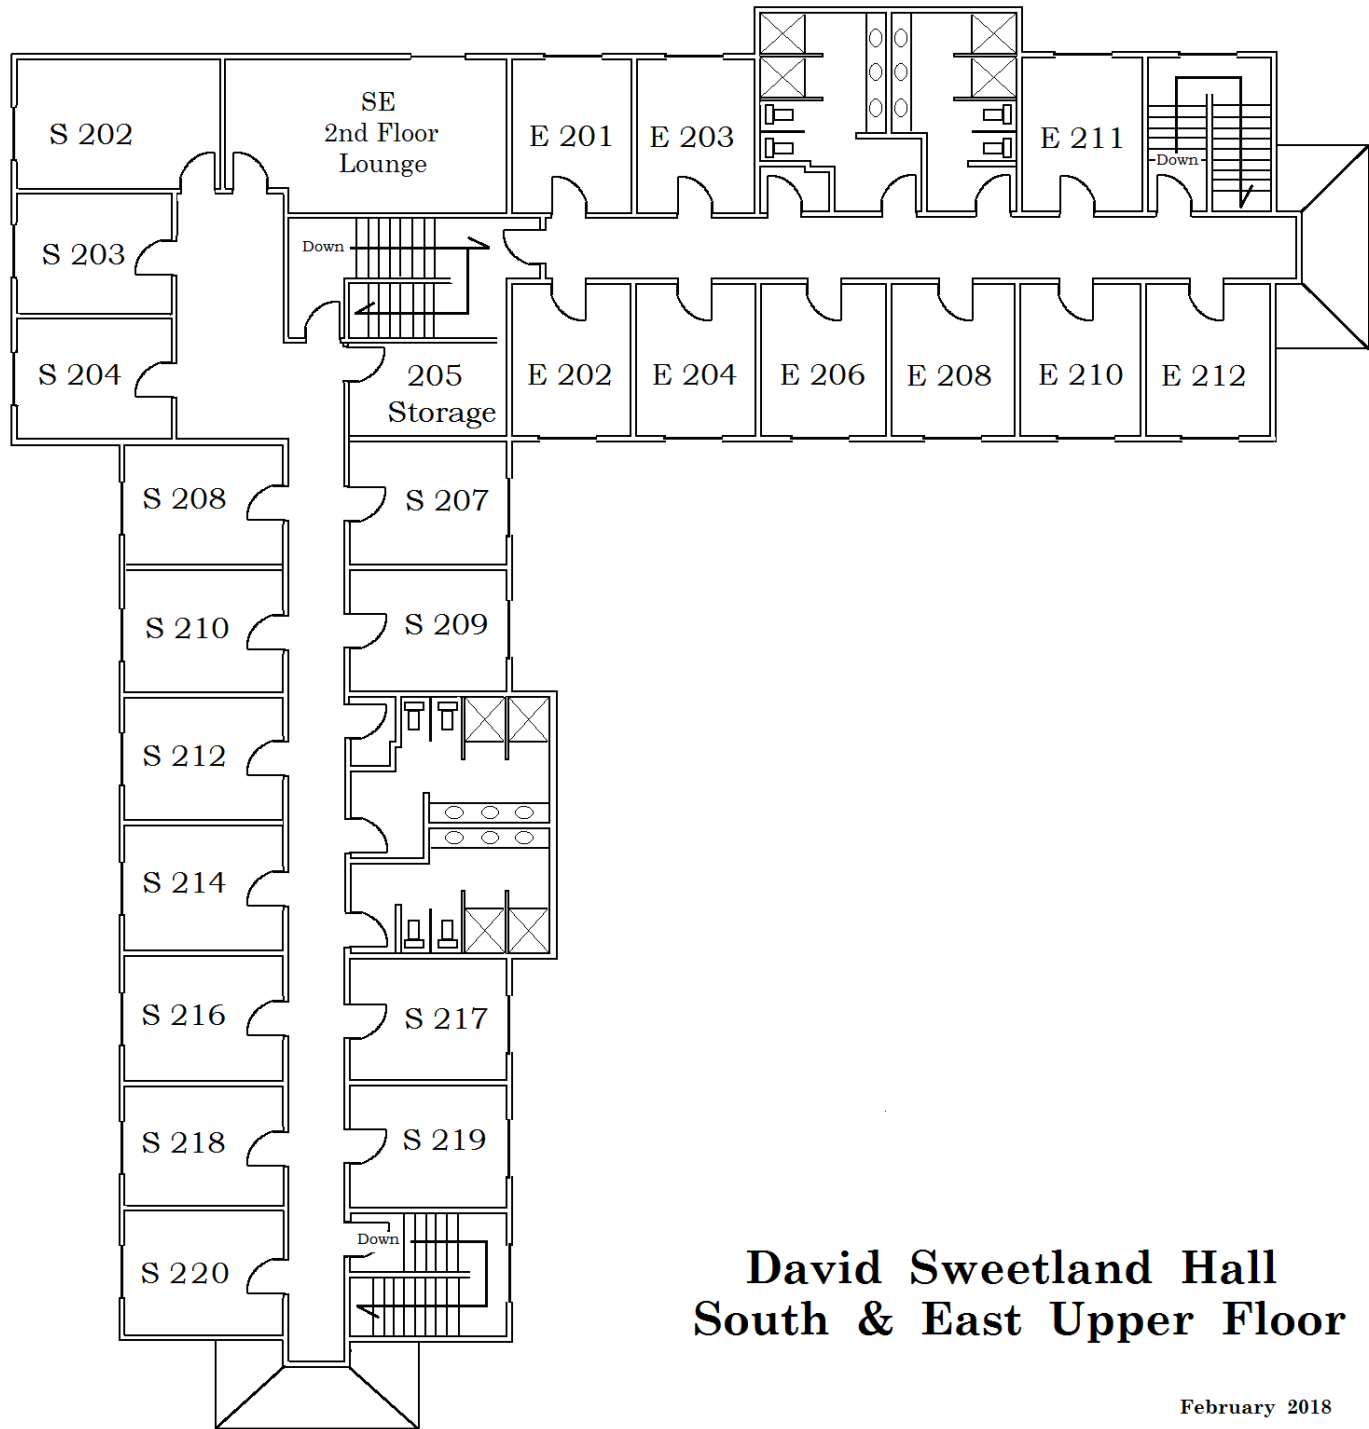 S 202
SE
2nd Floor
Lounge
E 201
E 203
E 211
Down
S 203
Down
S 204
205
Storage
E 202
E 204
E 206
E 208
E 210
E 212
S 208
S 207
S 210
S 209
S 212
S 214
S 216
S 217
S 218
S 219
Down
S 220
David Sweetland Hall
South & East Upper Floor
February 2018